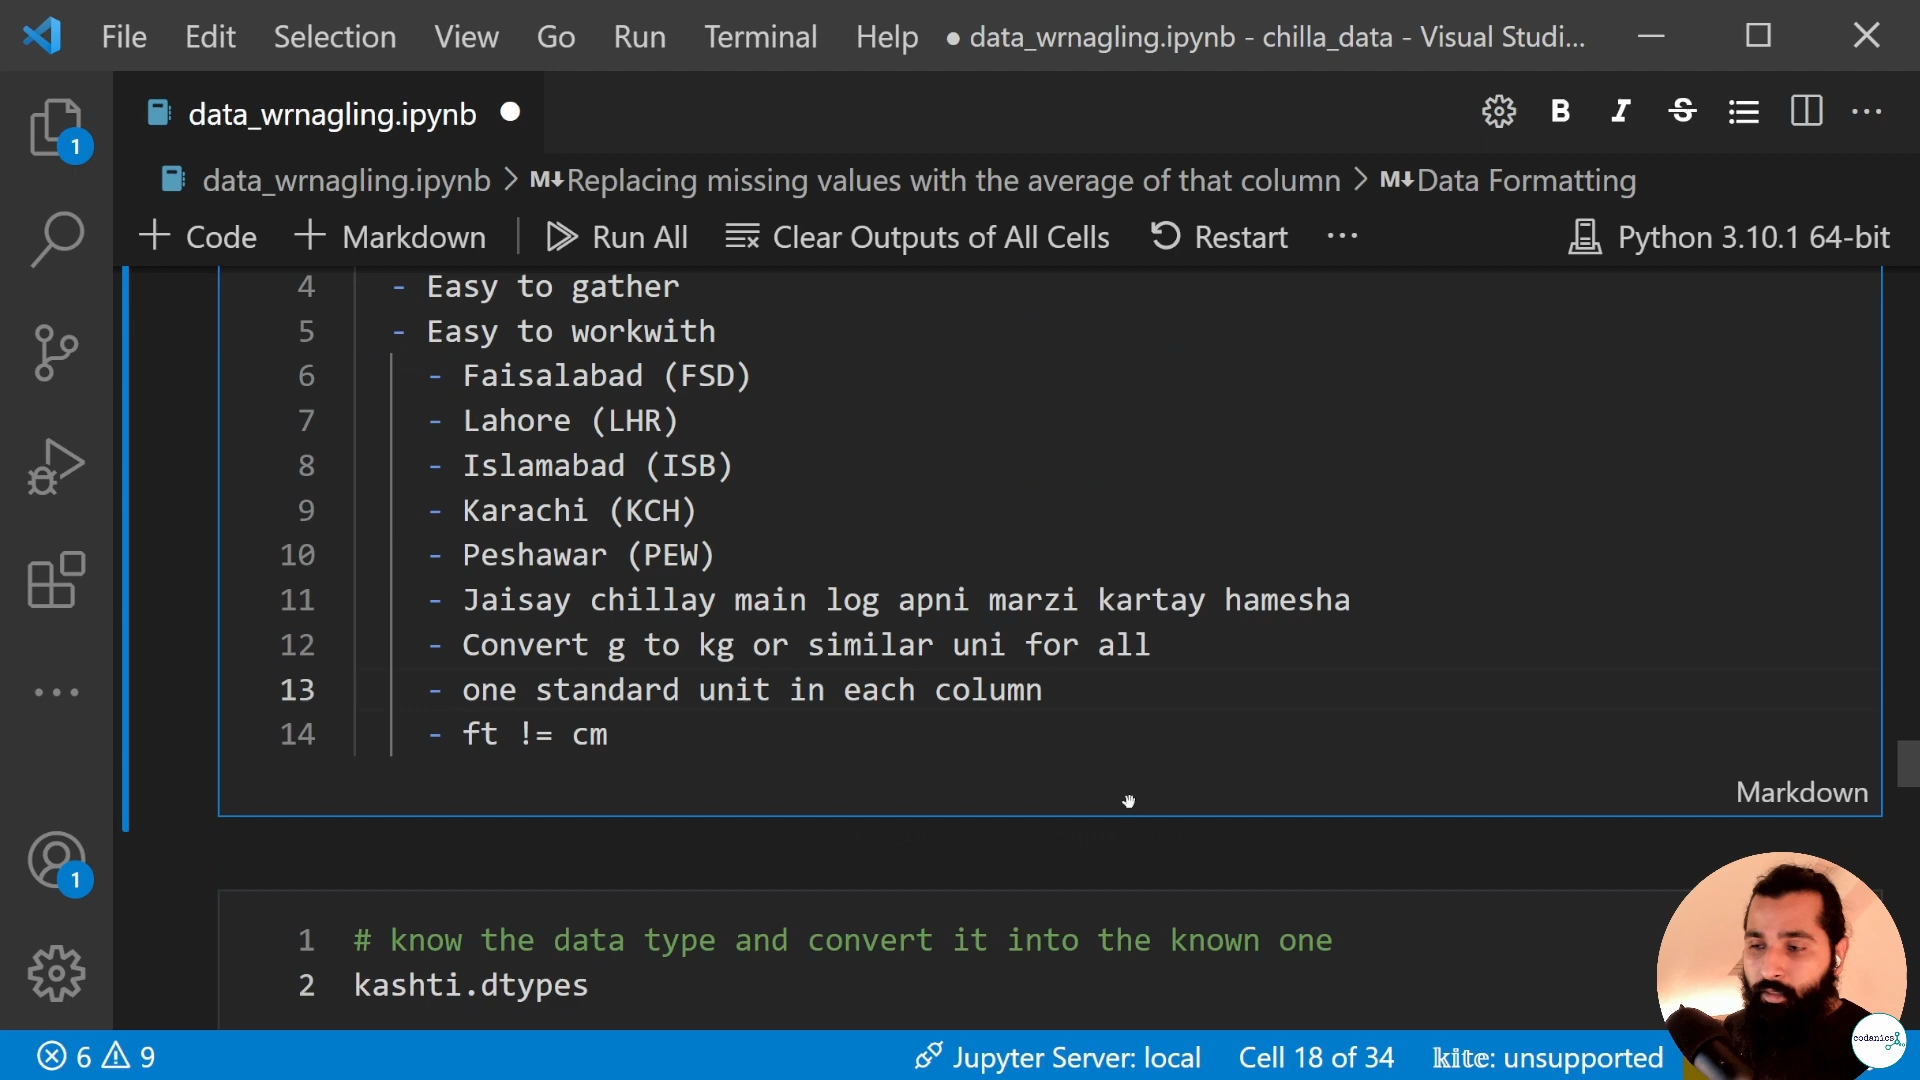 File Edit Selection View Go Run Terminal Help ● data_wrnagling.ipynb - chilla_data - Visual Studi...
data_wrnagling.ipynb
data_wrnagling.ipynb > M↓Replacing missing values with the average of that column > M↓Data Formatting
+ Code + Markdown Run All Clear Outputs of All Cells Restart ··· Python 3.10.1 64-bit
4 - Easy to gather
5 - Easy to workwith
6 - Faisalabad (FSD)
7 - Lahore (LHR)
8 - Islamabad (ISB)
9 - Karachi (KCH)
10 - Peshawar (PEW)
11 - Jaisay chillay main log apni marzi kartay hamesha
12 - Convert g to kg or similar uni for all
13 - one standard unit in each column
14 - ft != cm
Markdown
1 # know the data type and convert it into the known one
2 kashti.dtypes
1
1
codanics
6 9 Jupyter Server: local Cell 18 of 34 kite: unsupported